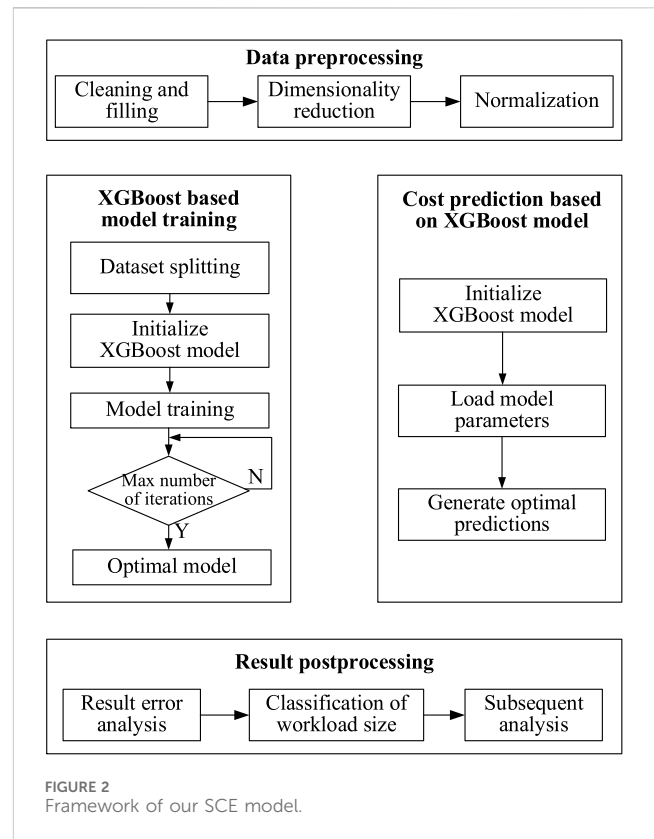 Data preprocessing
Cleaning and
filling
Dimensionality
reduction
Normalization
XGBoost based
model training
Dataset splitting
Initialize
XGBoost model
Model training
Max number
of iterations
N
Y
Optimal model
Cost prediction based
on XGBoost model
Initialize
XGBoost model
Load model
parameters
Generate optimal
predictions
Result postprocessing
Result error
analysis
Classification of
workload size
Subsequent
analysis
FIGURE 2
Framework of our SCE model.